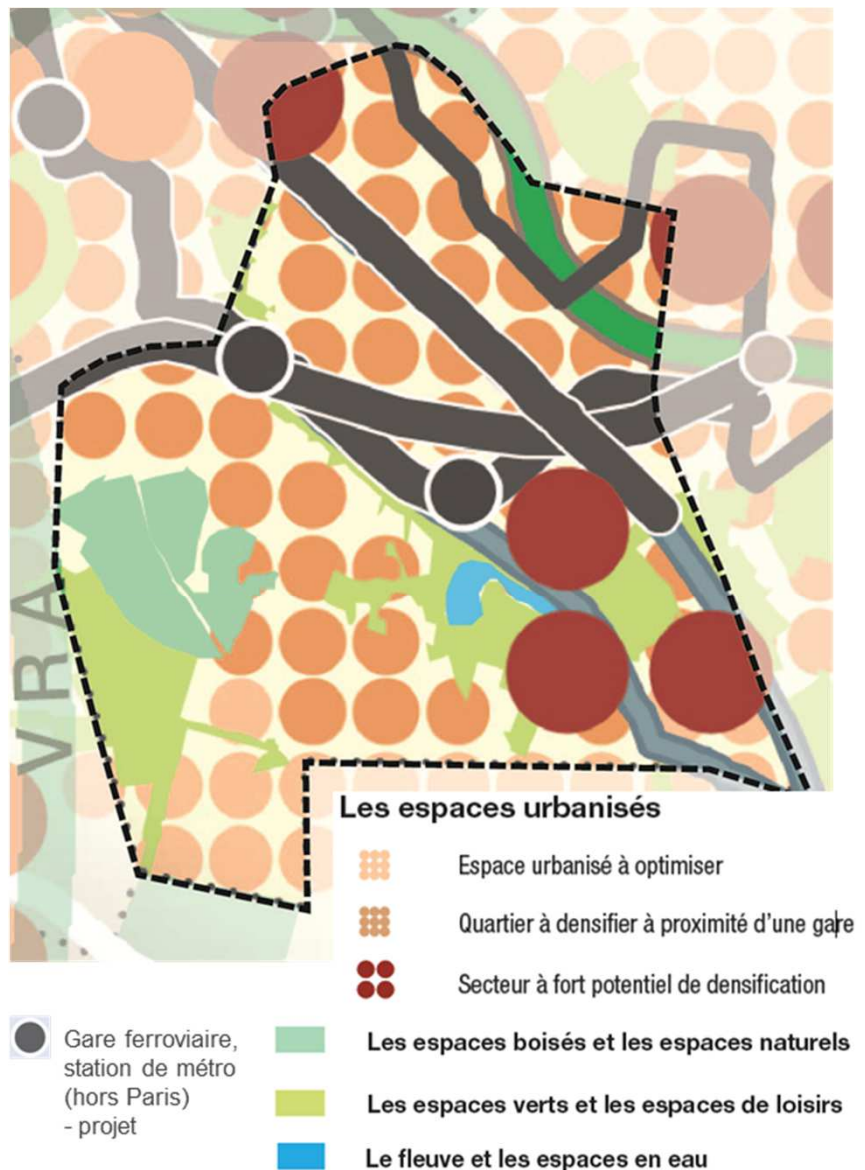 VRA
Les espaces urbanisés
Espace urbanisé à optimiser
Quartier à densifier à proximité d'une gare
Secteur à fort potentiel de densification
Gare ferroviaire,
station de métro
(hors Paris)
- projet
Les espaces boisés et les espaces naturels
Les espaces verts et les espaces de loisirs
Le fleuve et les espaces en eau